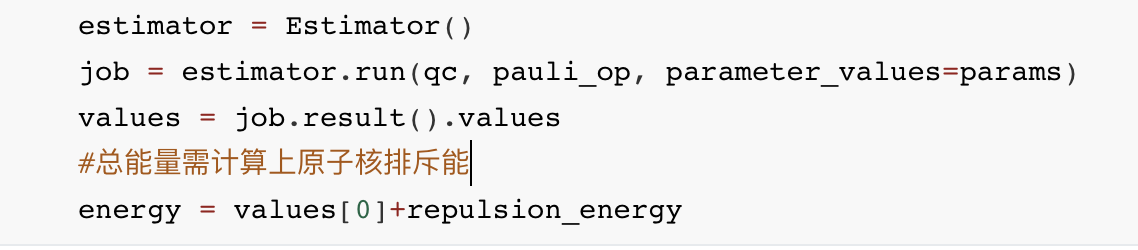 estimator = Estimator()
job = estimator.run(qc, pauli_op, parameter_values=params)
values = job.result().values
#总能量需计算上原子核排斥能
energy = values[0]+repulsion_energy